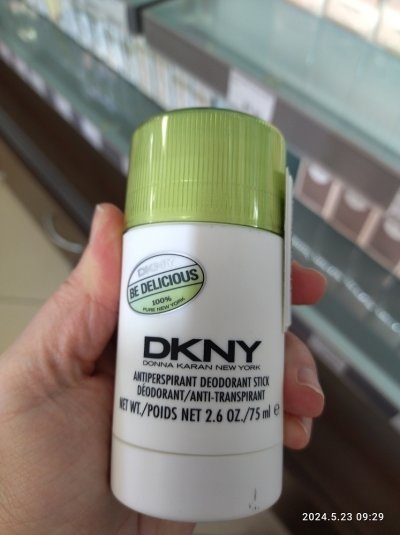 DKNY
BE DELICIOUS
100%
PURE NEW YORK
DKNY
DONNA KARAN NEW YORK
ANTIPERSPIRANT DEODORANT STICK
DÉODORANT/ANTI-TRANSPIRANT
NET WT./POIDS NET 2.6 OZ./75 ml ℮
2024.5.23 09:29